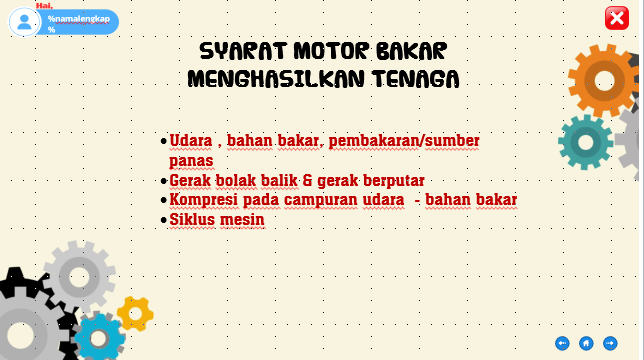 Hai,
%namalengkap
%
SYARAT MOTOR BAKAR
MENGHASILKAN TENAGA
Udara , bahan bakar, pembakaran/sumber
panas
Gerak bolak balik & gerak berputar
Kompresi pada campuran udara - bahan bakar
Siklus mesin